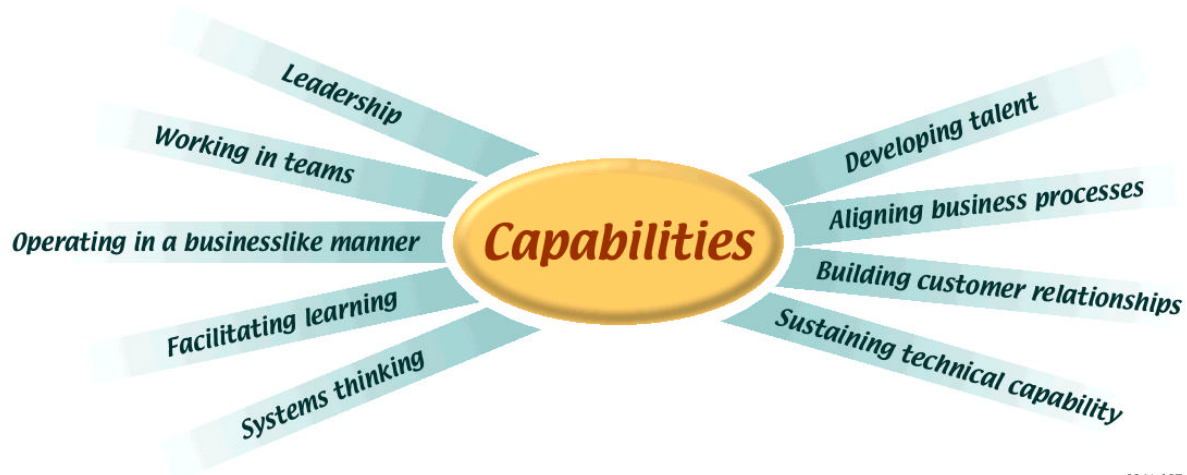 Leadership
Working in teams
Operating in a businesslike manner
Facilitating learning
Systems thinking
Capabilities
Developing talent
Aligning business processes
Building customer relationships
Sustaining technical capability